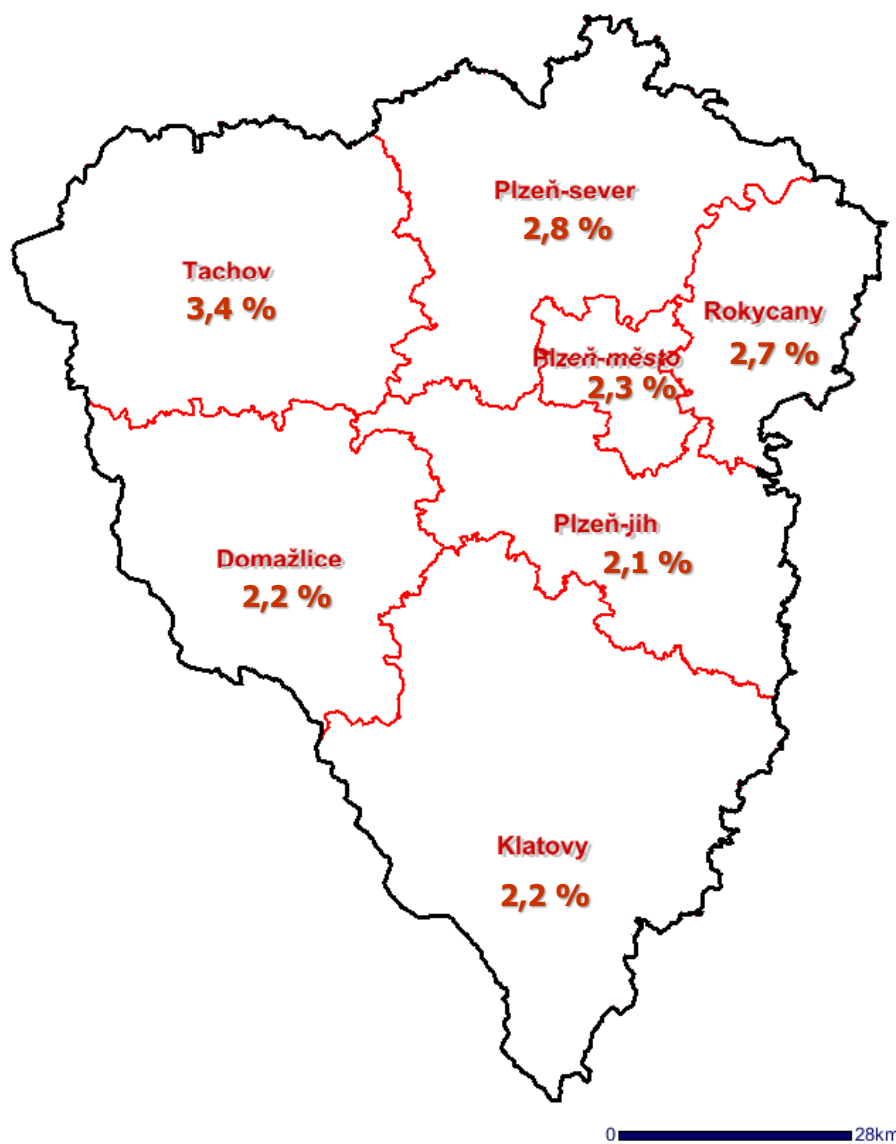 Plzeň-sever
2,8 %
Tachov
3,4 %
Rokycany
2,7 %
Plzeň-město
2,3 %
Plzeň-jih
2,1 %
Domažlice
2,2 %
Klatovy
2,2 %
0 28km